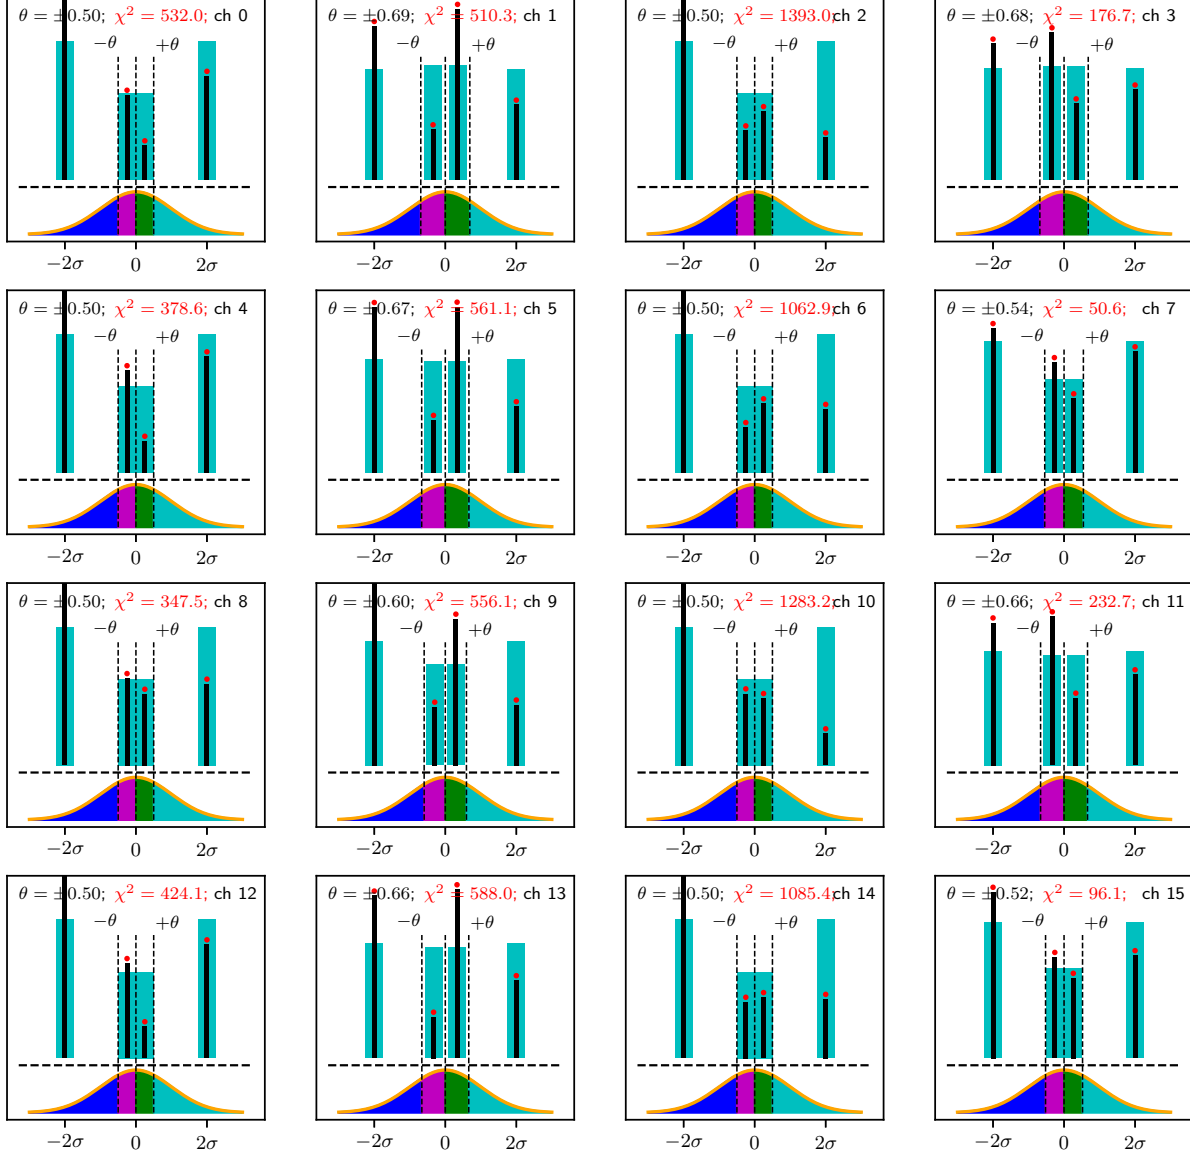 θ = ±0.50; χ² = 532.0; ch 0
−θ +θ
−2σ 0 2σ
θ = ±0.69; χ² = 510.3; ch 1
−θ +θ
−2σ 0 2σ
θ = ±0.50; χ² = 1393.0; ch 2
−θ +θ
−2σ 0 2σ
θ = ±0.68; χ² = 176.7; ch 3
−θ +θ
−2σ 0 2σ
θ = ±0.50; χ² = 378.6; ch 4
−θ +θ
−2σ 0 2σ
θ = ±0.67; χ² = 561.1; ch 5
−θ +θ
−2σ 0 2σ
θ = ±0.50; χ² = 1062.9; ch 6
−θ +θ
−2σ 0 2σ
θ = ±0.54; χ² = 50.6; ch 7
−θ +θ
−2σ 0 2σ
θ = ±0.50; χ² = 347.5; ch 8
−θ +θ
−2σ 0 2σ
θ = ±0.60; χ² = 556.1; ch 9
−θ +θ
−2σ 0 2σ
θ = ±0.50; χ² = 1283.2; ch 10
−θ +θ
−2σ 0 2σ
θ = ±0.66; χ² = 232.7; ch 11
−θ +θ
−2σ 0 2σ
θ = ±0.50; χ² = 424.1; ch 12
−θ +θ
−2σ 0 2σ
θ = ±0.66; χ² = 588.0; ch 13
−θ +θ
−2σ 0 2σ
θ = ±0.50; χ² = 1085.4; ch 14
−θ +θ
−2σ 0 2σ
θ = ±0.52; χ² = 96.1; ch 15
−θ +θ
−2σ 0 2σ